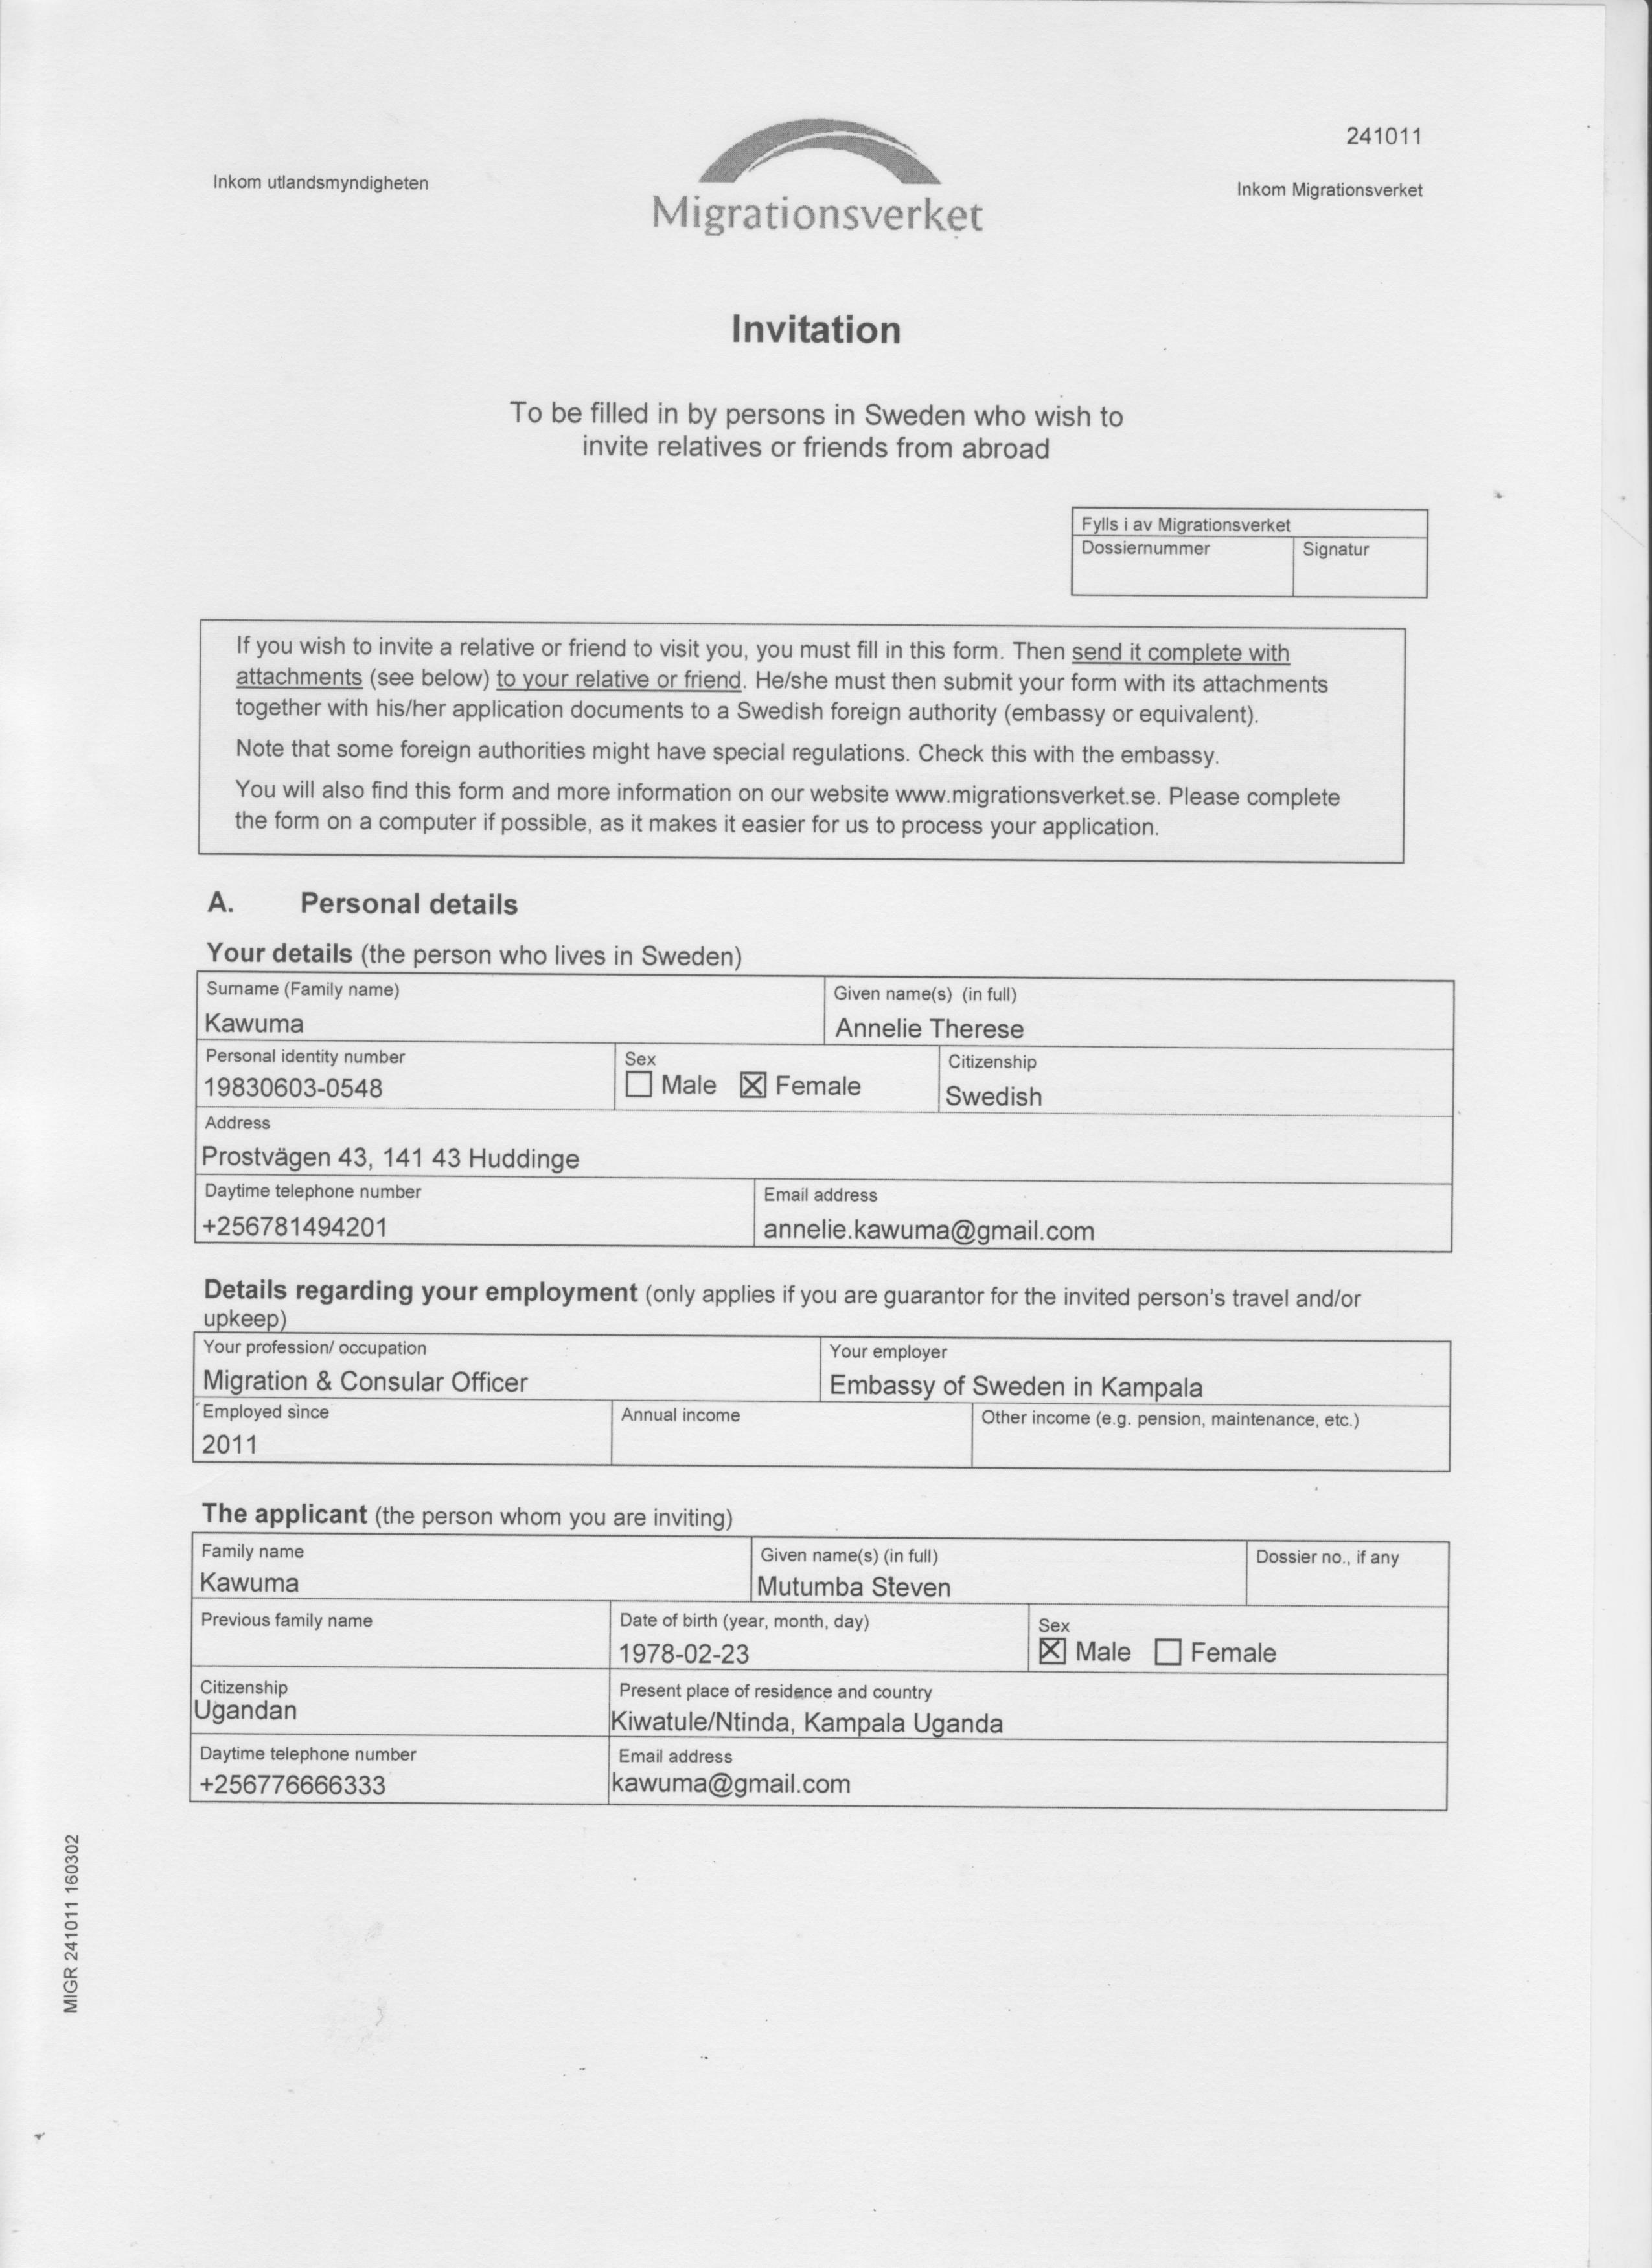 241011
Inkom utlandsmyndigheten
Migrationsverket
Inkom Migrationsverket
Invitation
To be filled in by persons in Sweden who wish to
invite relatives or friends from abroad
Fylls i av Migrationsverket
Dossiernummer Signatur
If you wish to invite a relative or friend to visit you, you must fill in this form. Then send it complete with
attachments (see below) to your relative or friend. He/she must then submit your form with its attachments
together with his/her application documents to a Swedish foreign authority (embassy or equivalent).
Note that some foreign authorities might have special regulations. Check this with the embassy.
You will also find this form and more information on our website www.migrationsverket.se. Please complete
the form on a computer if possible, as it makes it easier for us to process your application.
A. Personal details
Your details (the person who lives in Sweden)
Surname (Family name) Given name(s) (in full)
Kawuma Annelie Therese
Personal identity number Sex Citizenship
19830603-0548 Male Female Swedish
Address
Prostvägen 43, 141 43 Huddinge
Daytime telephone number Email address
+256781494201 annelie.kawuma@gmail.com
Details regarding your employment (only applies if you are guarantor for the invited person's travel and/or
upkeep)
Your profession/ occupation Your employer
Migration & Consular Officer Embassy of Sweden in Kampala
Employed since Annual income Other income (e.g. pension, maintenance, etc.)
2011
The applicant (the person whom you are inviting)
Family name Given name(s) (in full) Dossier no., if any
Kawuma Mutumba Steven
Previous family name Date of birth (year, month, day) Sex
1978-02-23 Male Female
Citizenship Present place of residence and country
Ugandan Kiwatule/Ntinda, Kampala Uganda
Daytime telephone number Email address
+256776666333 kawuma@gmail.com
MIGR 241011 160302